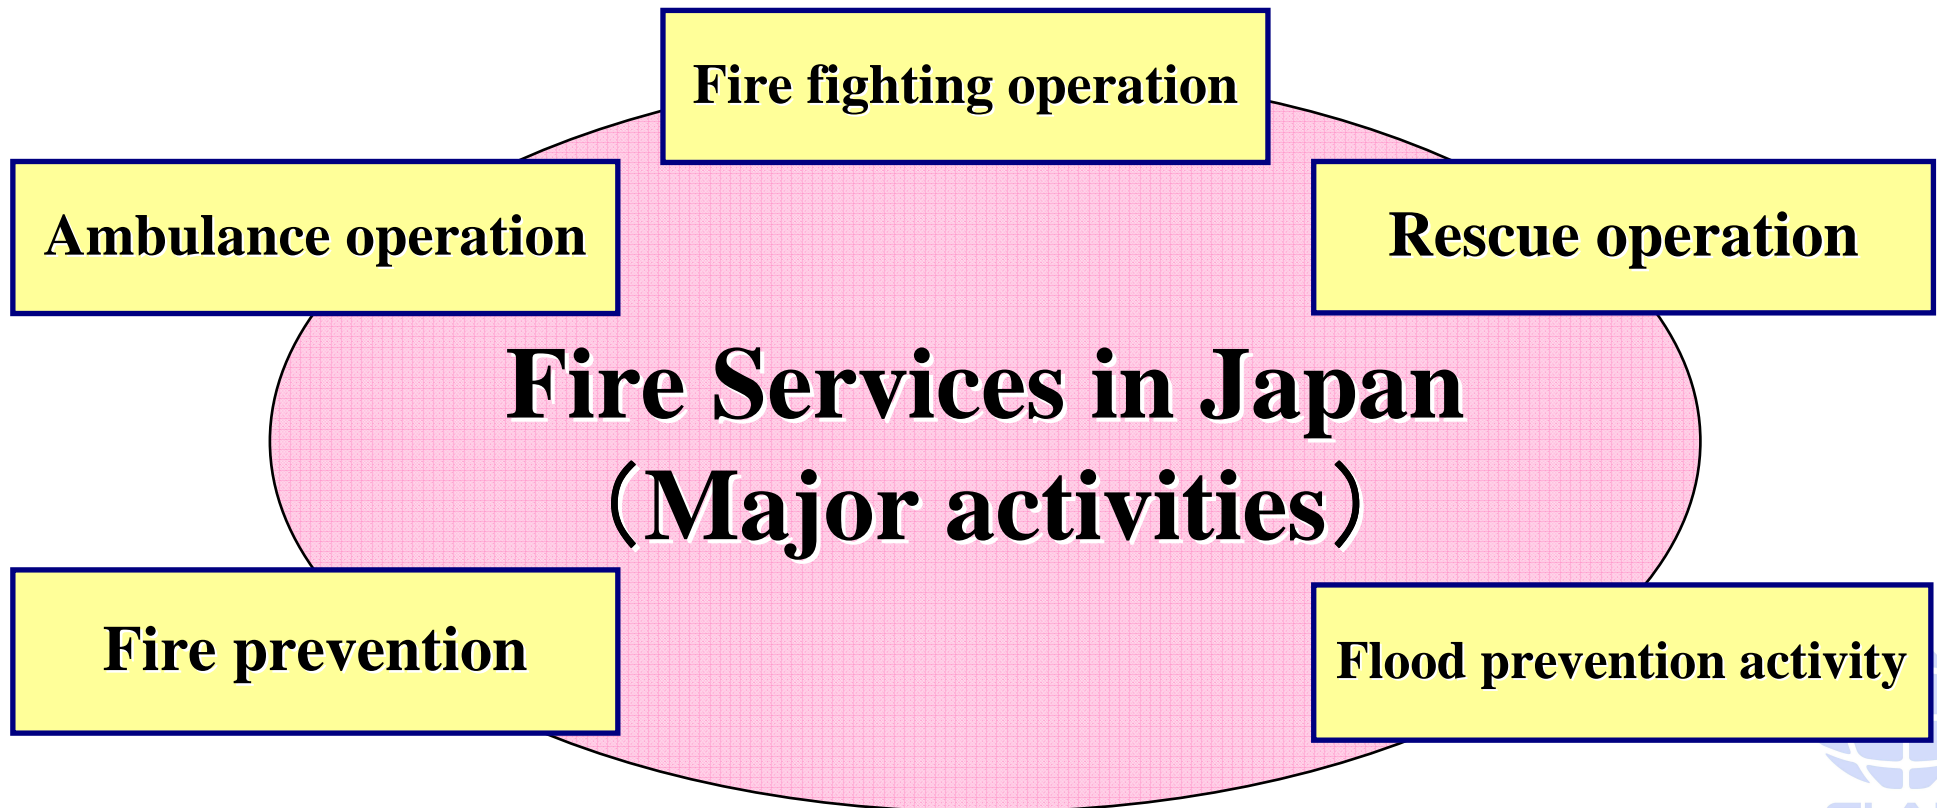 Fire fighting operation
Ambulance operation
Rescue operation
Fire Services in Japan
（Major activities）
Fire prevention
Flood prevention activity